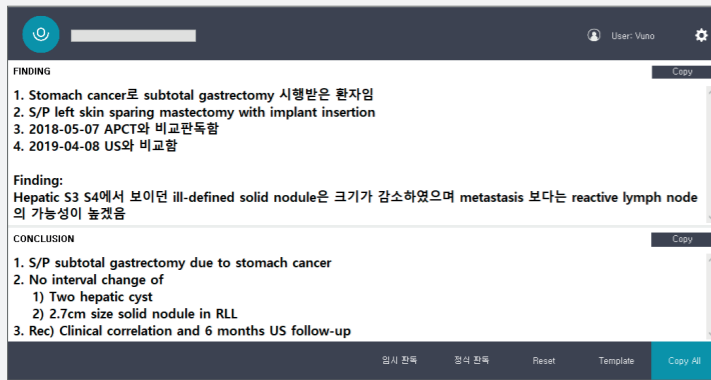 User: Vuno
FINDING
Copy
1. Stomach cancer로 subtotal gastrectomy 시행받은 환자임
2. S/P left skin sparing mastectomy with implant insertion
3. 2018-05-07 APCT와 비교판독함
4. 2019-04-08 US와 비교함
Finding:
Hepatic S3 S4에서 보이던 ill-defined solid nodule은 크기가 감소하였으며 metastasis 보다는 reactive lymph node
의 가능성이 높겠음
CONCLUSION
Copy
1. S/P subtotal gastrectomy due to stomach cancer
2. No interval change of
1) Two hepatic cyst
2) 2.7cm size solid nodule in RLL
3. Rec) Clinical correlation and 6 months US follow-up
임시 판독 정식 판독 Reset Template Copy All